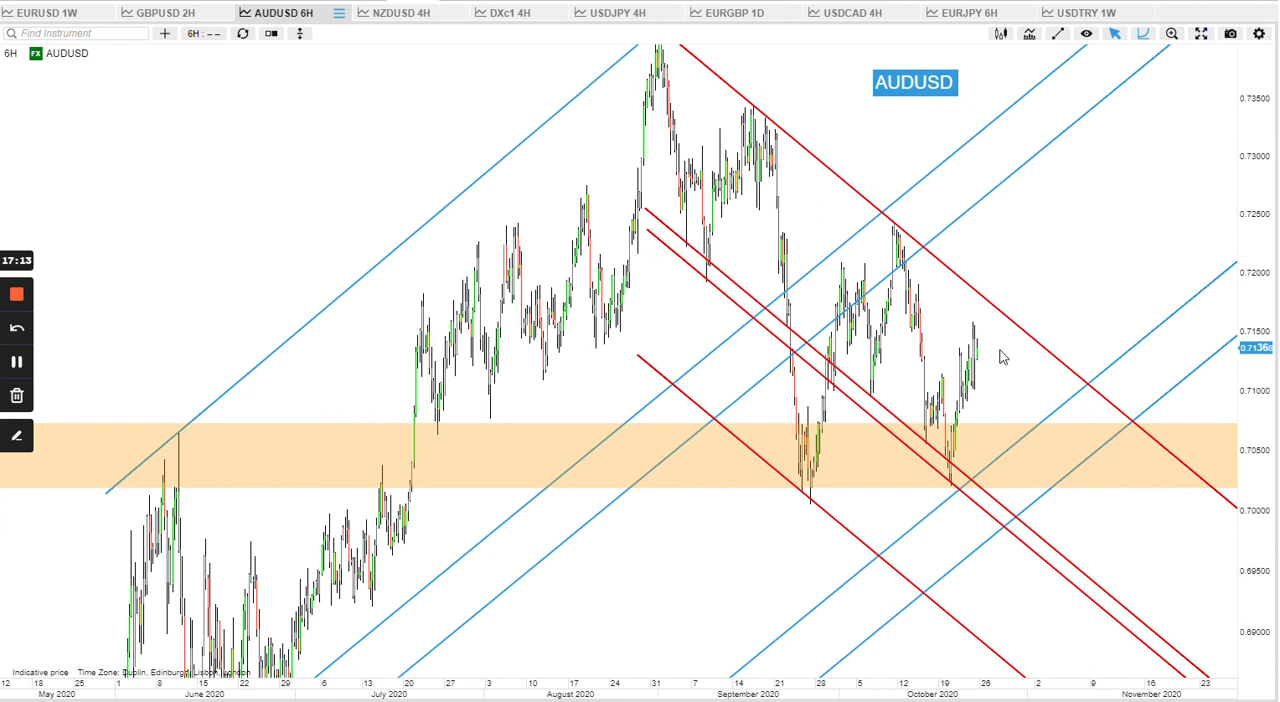 EURUSD 1W GBPUSD 2H AUDUSD 6H NZDUSD 4H DXc1 4H USDJPY 4H EURGBP 1D USDCAD 4H EURJPY 6H USDTRY 1W
Find Instrument 6H : – –
6H FX AUDUSD
AUDUSD
0.73500
0.73000
0.72500
0.72000
17:13
0.71500
0.71368
0.71000
0.70500
0.70000
0.69500
0.69000
Indicative price Time Zone: Dublin, Edinburgh, Lisbon, London
12 18 25 1 8 15 22 29 6 13 20 27 3 10 17 24 31 7 14 21 28 5 12 19 26 2 9 16 23
May 2020 June 2020 July 2020 August 2020 September 2020 October 2020 November 2020